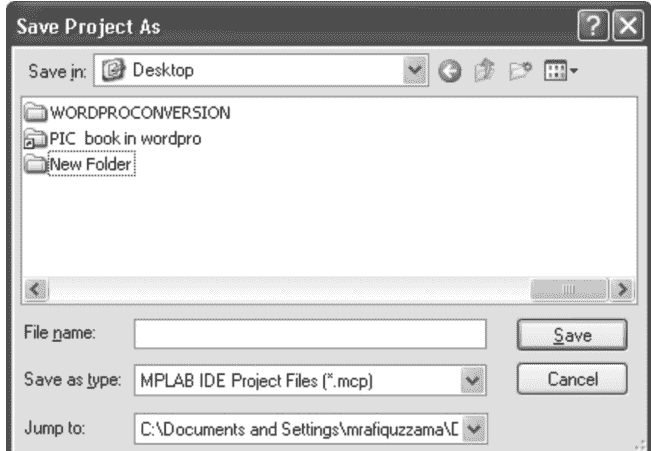 Save Project As
Save in: Desktop
WORDPROCONVERSION
PIC book in wordpro
New Folder
File name:
Save
Save as type: MPLAB IDE Project Files (*.mcp)
Cancel
Jump to: C:\Documents and Settings\mrafiquzzama\D